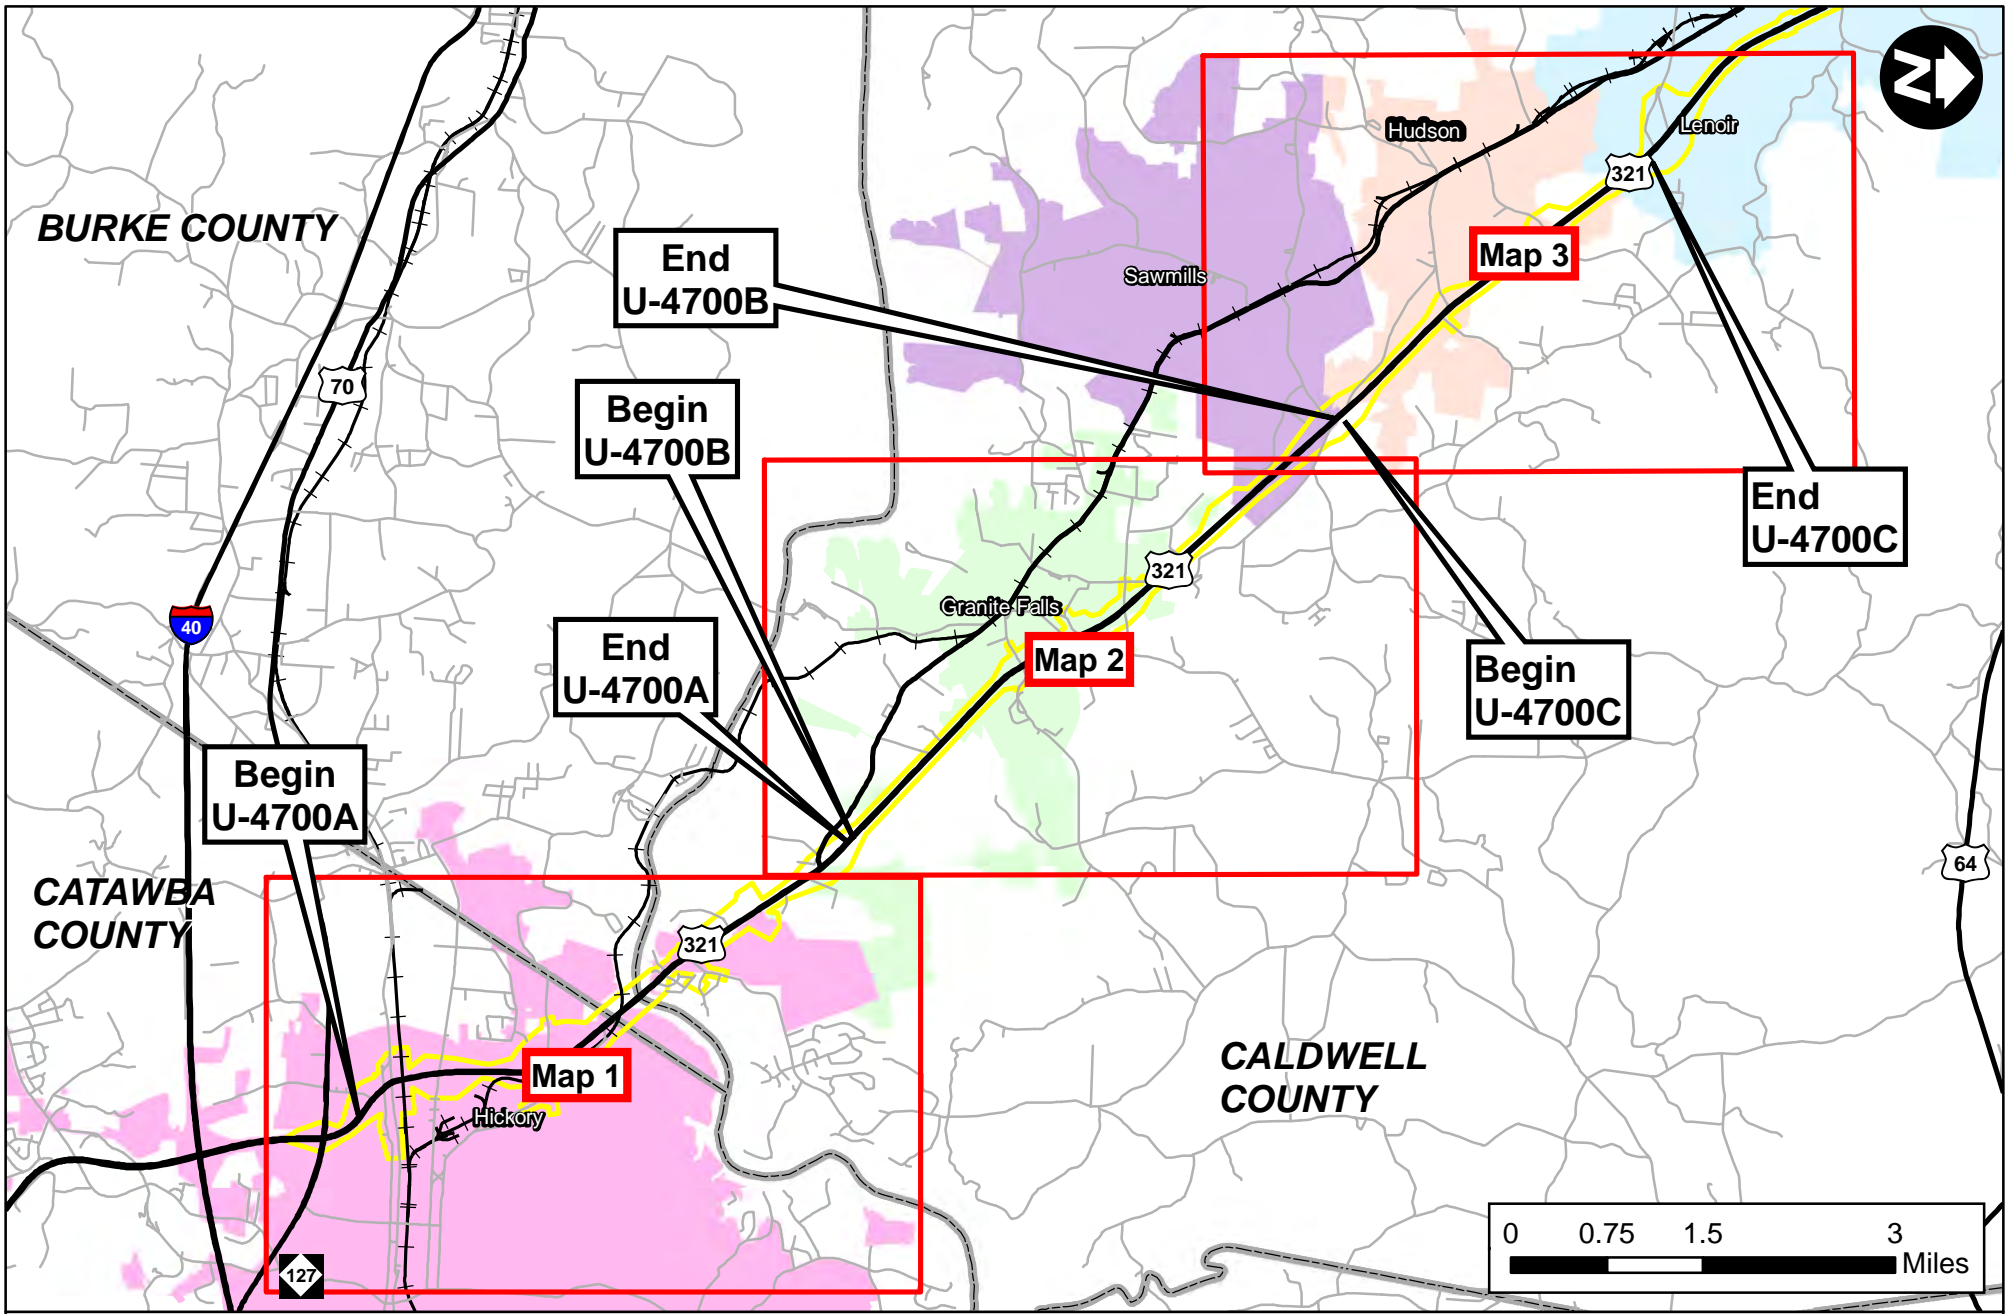 N
Hudson
Lenoir
321
BURKE COUNTY
End
U-4700B
Map 3
Sawmills
70
Begin
U-4700B
End
U-4700C
321
Granite Falls
40
End
U-4700A
Map 2
Begin
U-4700C
Begin
U-4700A
64
CATAWBA
COUNTY
321
Map 1
CALDWELL
COUNTY
Hickory
127
0 0.75 1.5 3
Miles